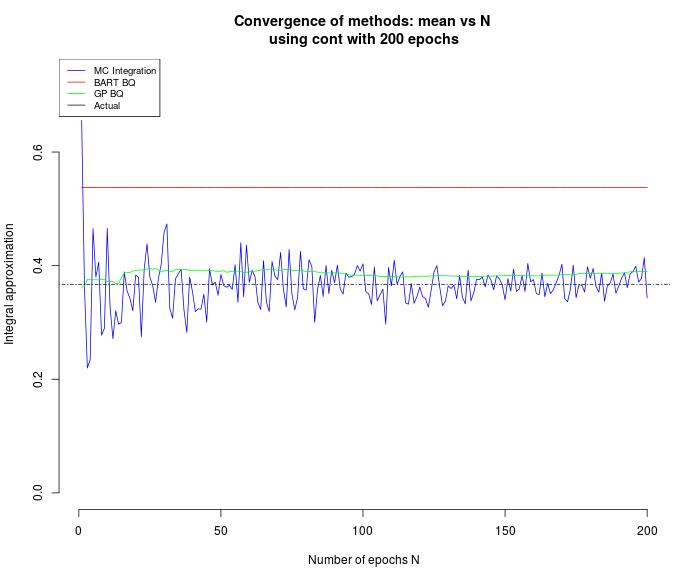 Convergence of methods: mean vs N
using cont with 200 epochs
MC Integration
BART BQ
GP BQ
Actual
Integral approximation
0.6
0.4
0.2
0.0
0 50 100 150 200
Number of epochs N